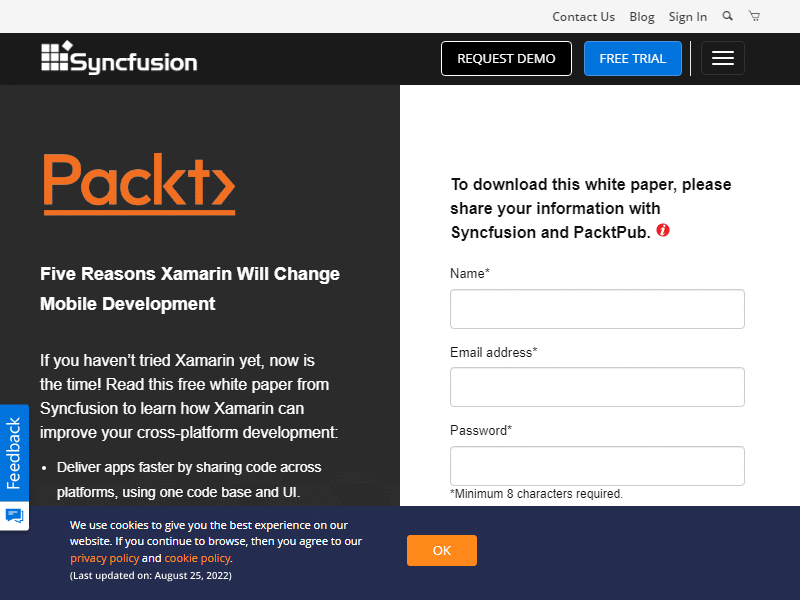 Contact Us Blog Sign In
Syncfusion
REQUEST DEMO
FREE TRIAL
Packt
Five Reasons Xamarin Will Change
Mobile Development
If you haven't tried Xamarin yet, now is
the time! Read this free white paper from
Syncfusion to learn how Xamarin can
improve your cross-platform development:
• Deliver apps faster by sharing code across
platforms, using one code base and UI.
To download this white paper, please
share your information with
Syncfusion and PacktPub.
Name*
Email address*
Password*
*Minimum 8 characters required.
Feedback
We use cookies to give you the best experience on our
website. If you continue to browse, then you agree to our
privacy policy and cookie policy.
(Last updated on: August 25, 2022)
OK